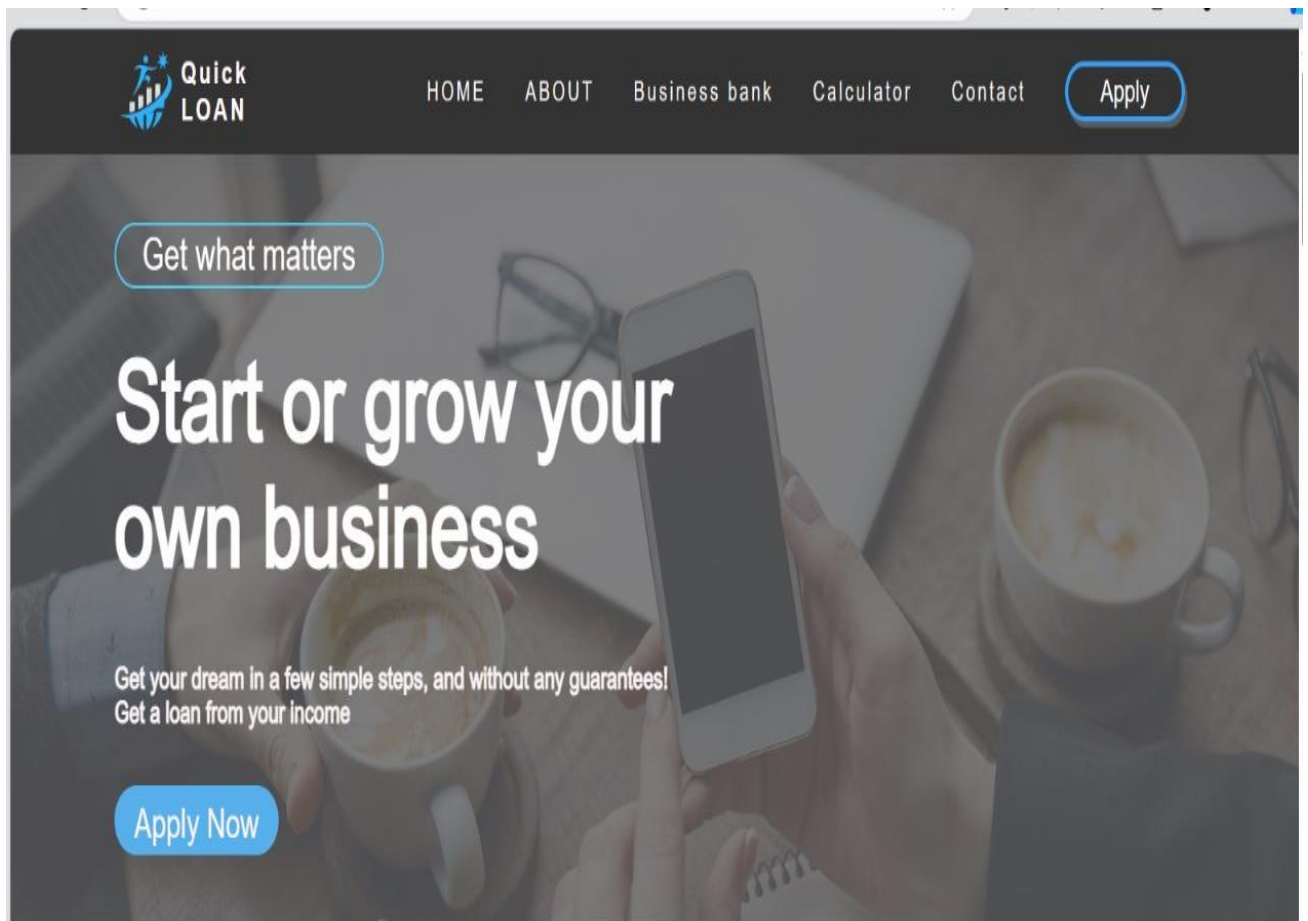 Quick
LOAN
HOME ABOUT Business bank Calculator Contact Apply
Get what matters
Start or grow your
own business
Get your dream in a few simple steps, and without any guarantees!
Get a loan from your income
Apply Now